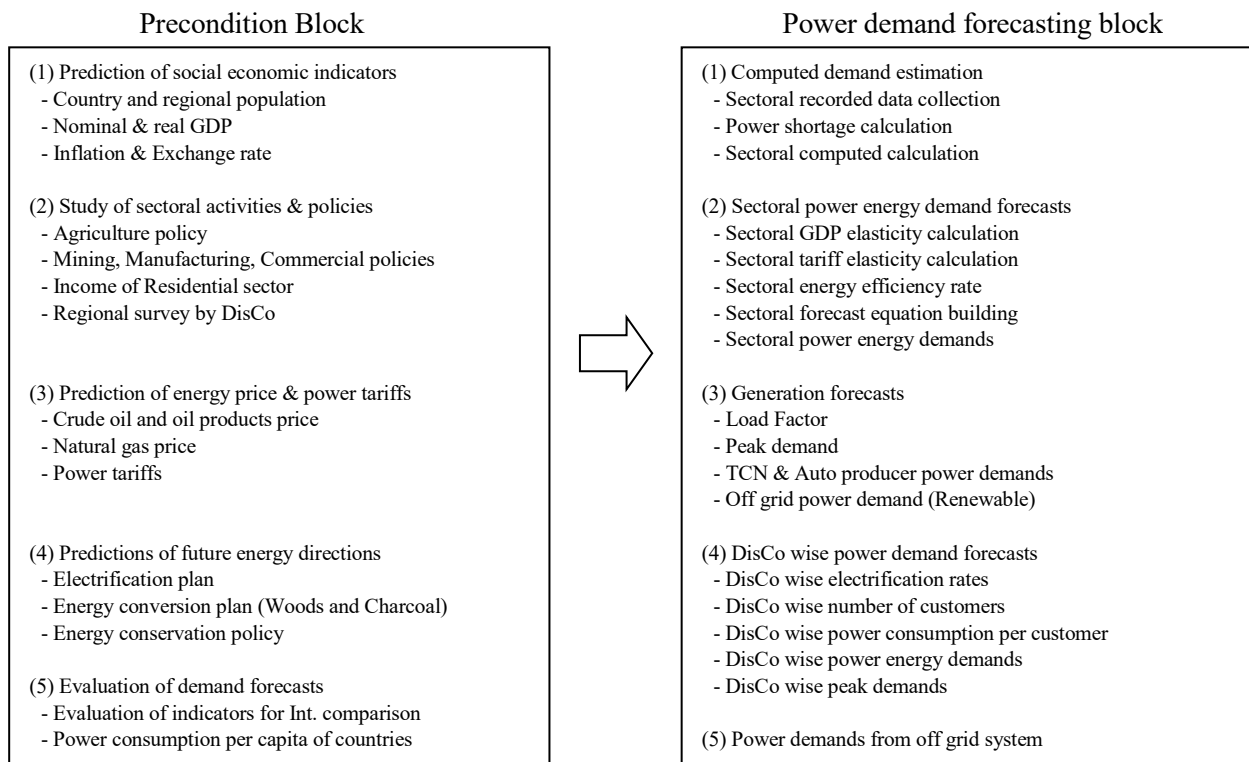 Precondition Block
(1) Prediction of social economic indicators
- Country and regional population
- Nominal & real GDP
- Inflation & Exchange rate
(2) Study of sectoral activities & policies
- Agriculture policy
- Mining, Manufacturing, Commercial policies
- Income of Residential sector
- Regional survey by DisCo
(3) Prediction of energy price & power tariffs
- Crude oil and oil products price
- Natural gas price
- Power tariffs
(4) Predictions of future energy directions
- Electrification plan
- Energy conversion plan (Woods and Charcoal)
- Energy conservation policy
(5) Evaluation of demand forecasts
- Evaluation of indicators for Int. comparison
- Power consumption per capita of countries
Power demand forecasting block
(1) Computed demand estimation
- Sectoral recorded data collection
- Power shortage calculation
- Sectoral computed calculation
(2) Sectoral power energy demand forecasts
- Sectoral GDP elasticity calculation
- Sectoral tariff elasticity calculation
- Sectoral energy efficiency rate
- Sectoral forecast equation building
- Sectoral power energy demands
(3) Generation forecasts
- Load Factor
- Peak demand
- TCN & Auto producer power demands
- Off grid power demand (Renewable)
(4) DisCo wise power demand forecasts
- DisCo wise electrification rates
- DisCo wise number of customers
- DisCo wise power consumption per customer
- DisCo wise power energy demands
- DisCo wise peak demands
(5) Power demands from off grid system